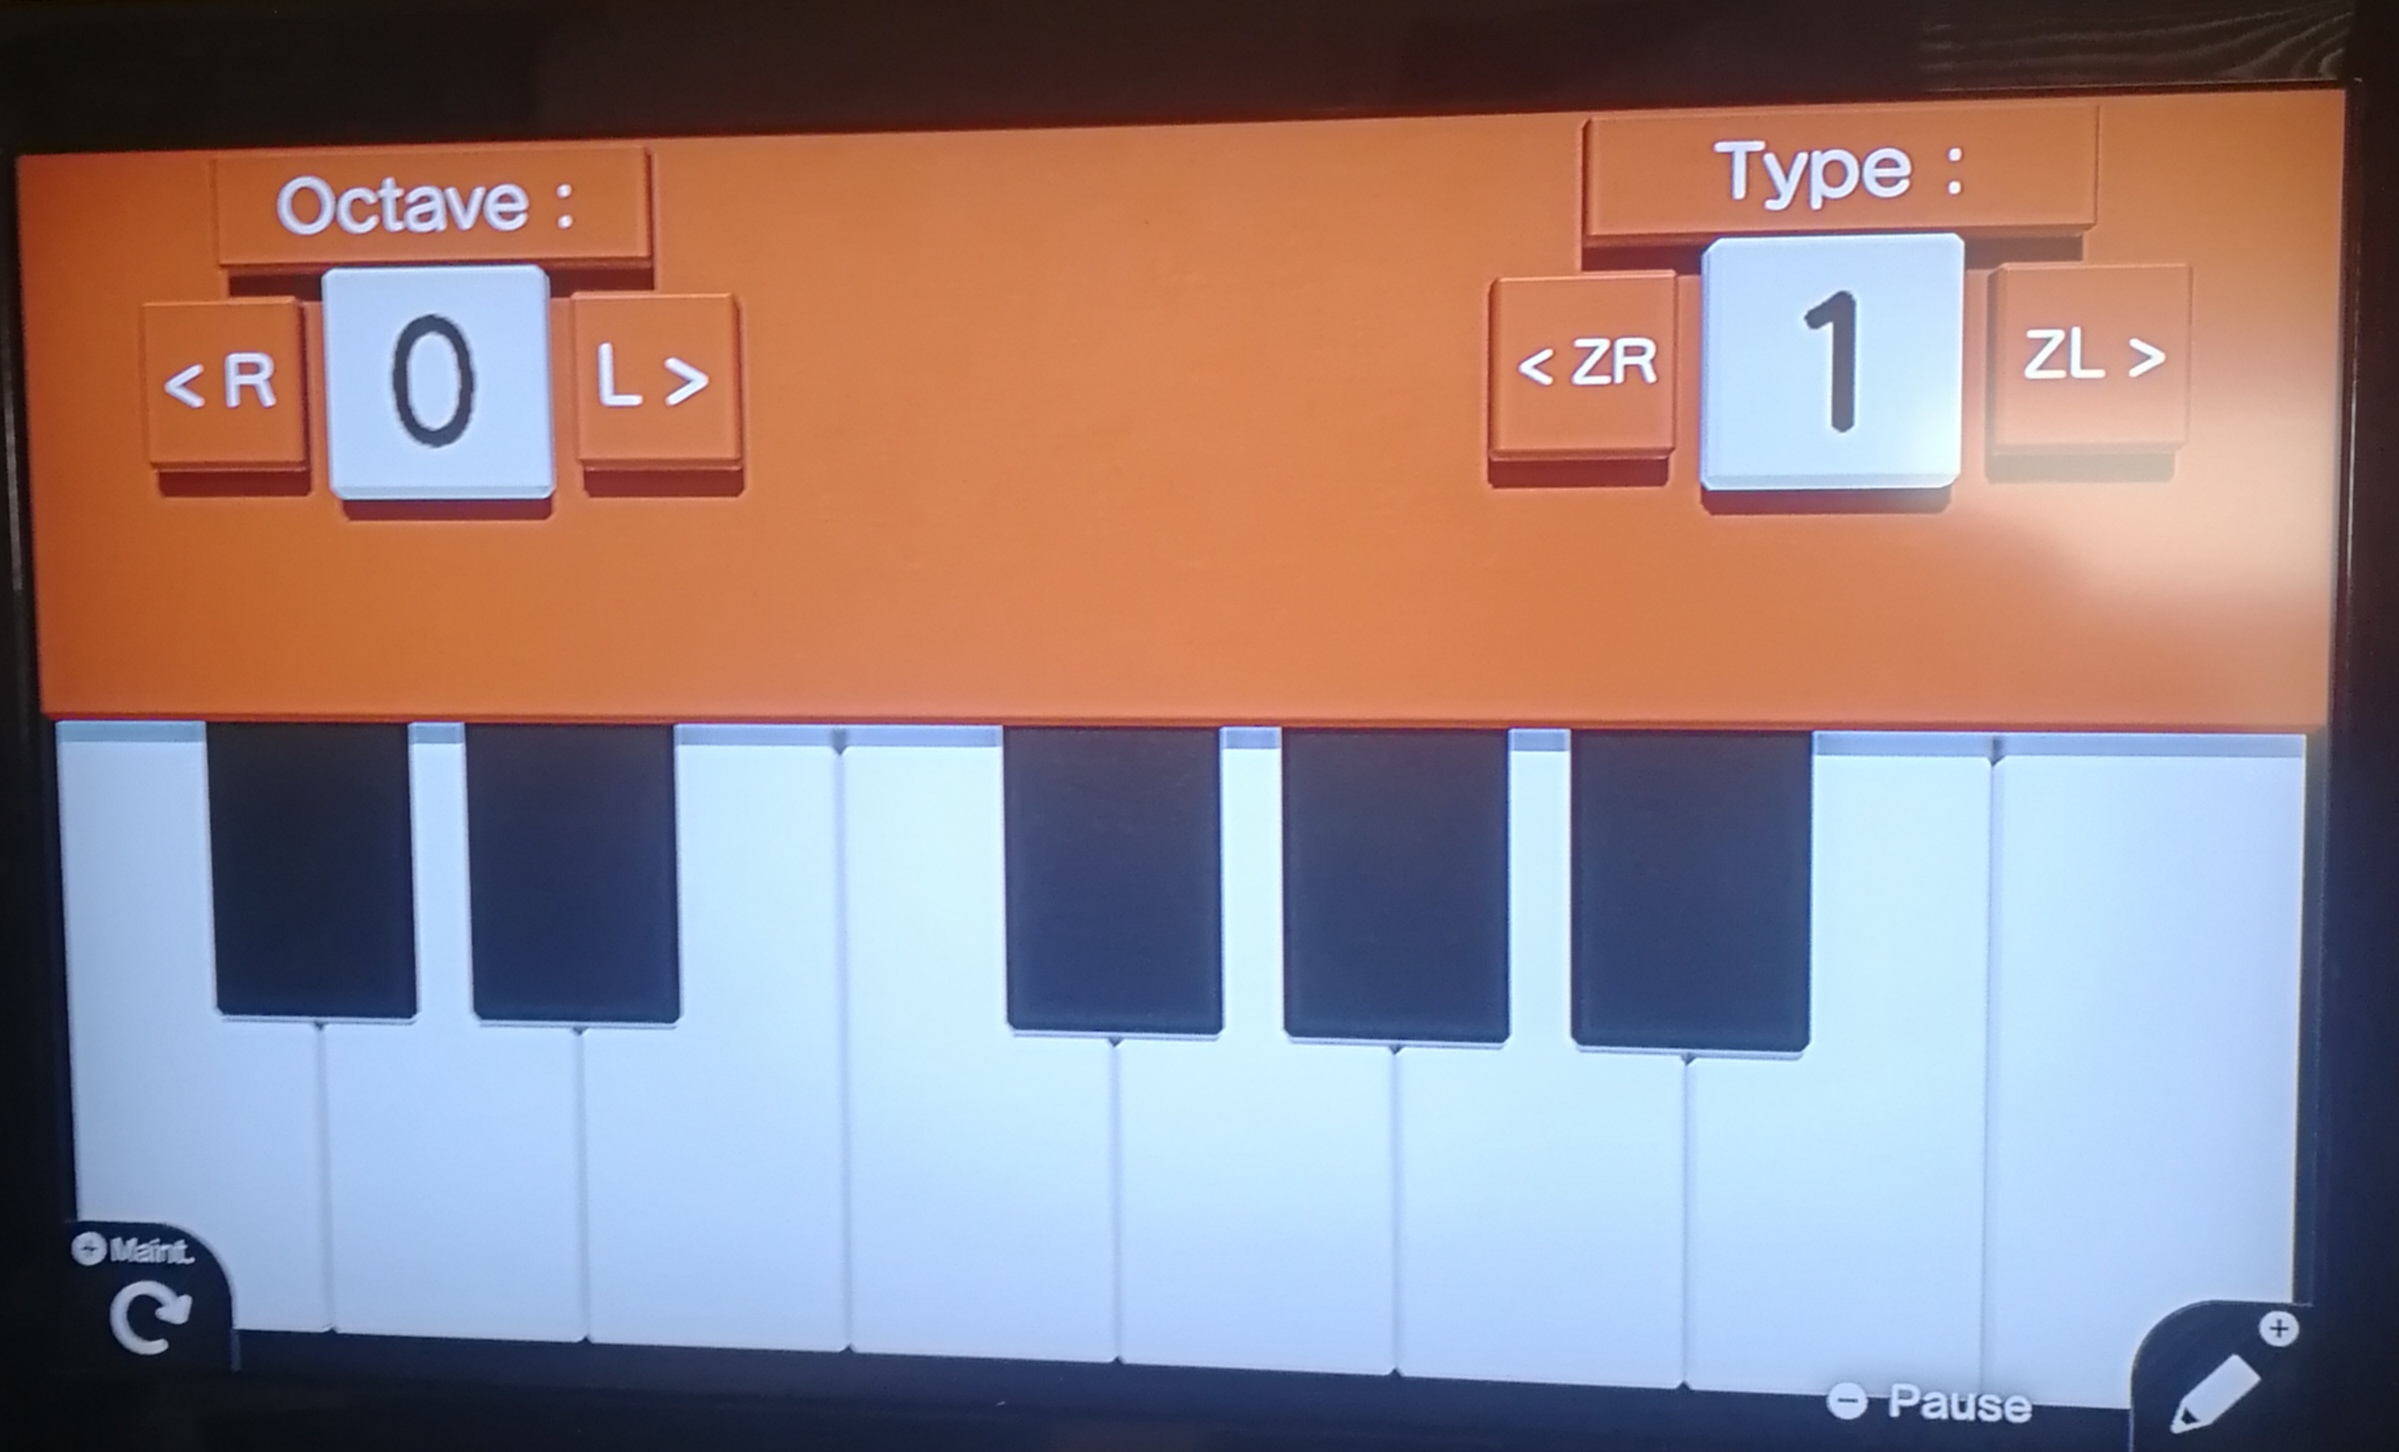 Octave :
Type :
< R
0
L >
< ZR
1
ZL >
Maint.
Pause